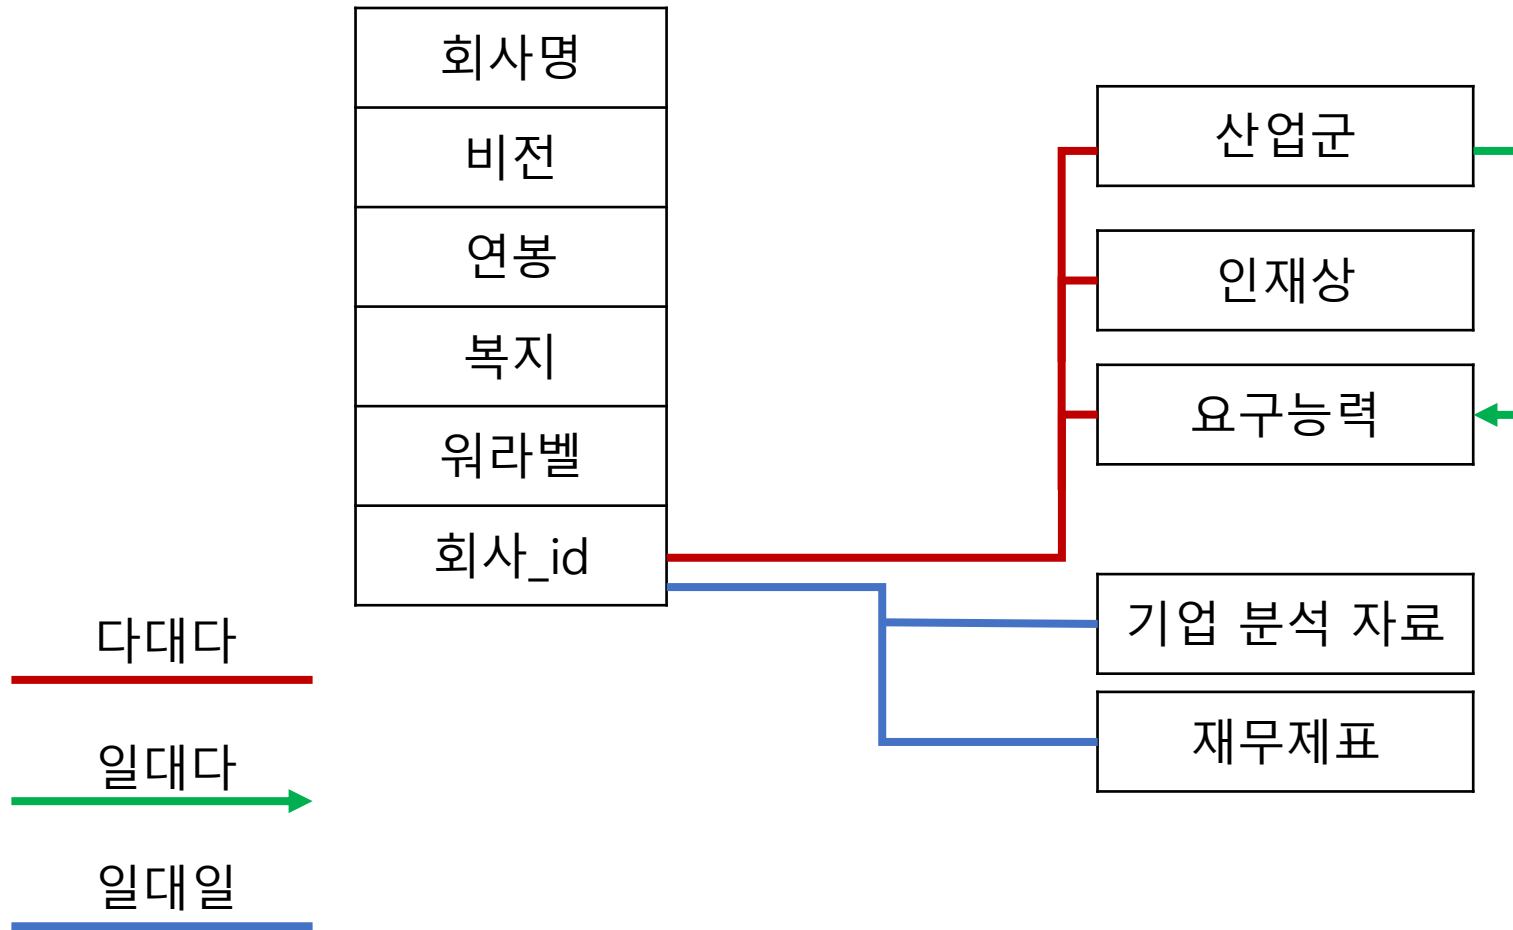 회사명
비전
연봉
복지
워라벨
회사_id
산업군
인재상
요구능력
기업 분석 자료
재무제표
다대다
일대다
일대일